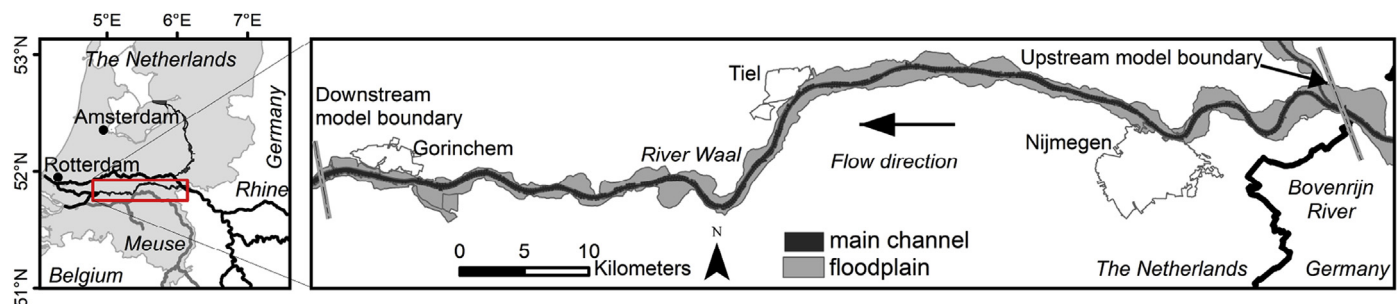 5°E 6°E 7°E
53°N
52°N
51°N
The Netherlands
Amsterdam
Germany
Rotterdam
Rhine
Meuse
Belgium
Downstream
model boundary
Gorinchem
Tiel
River Waal
Flow direction
Upstream model boundary
Nijmegen
Bovenrijn
River
N
0 5 10
Kilometers
main channel
floodplain
The Netherlands
Germany